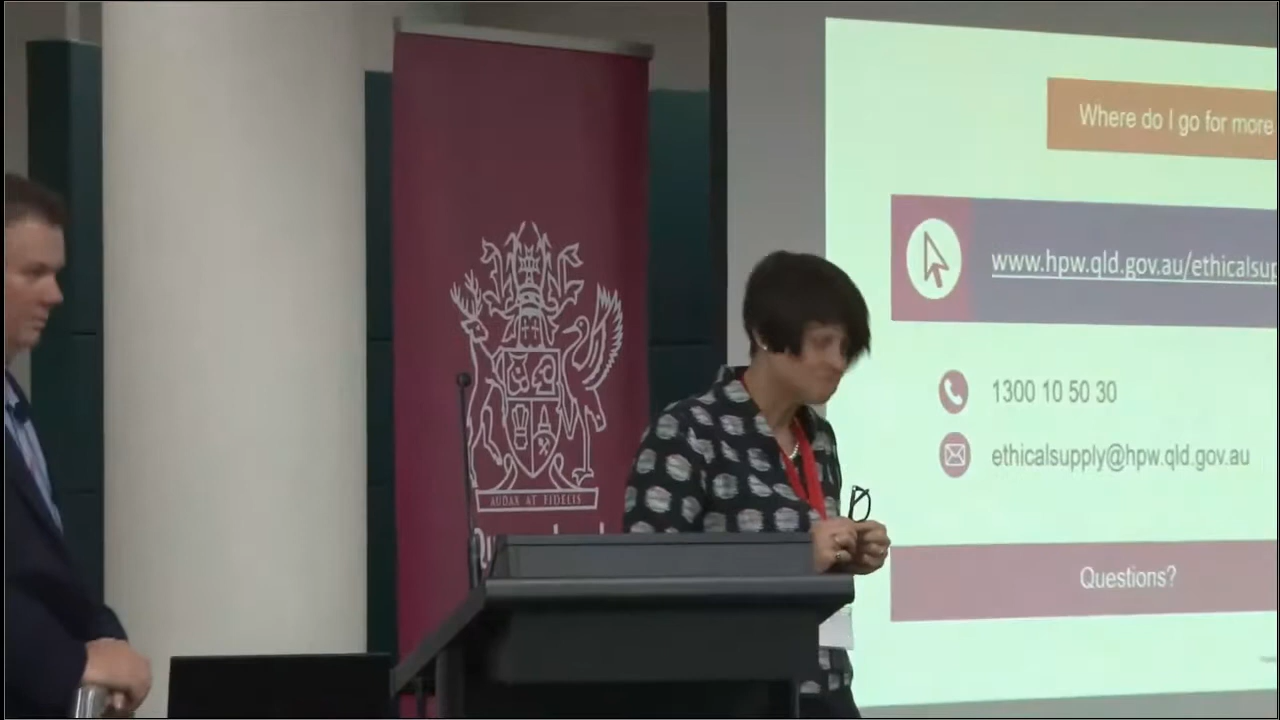 Where do I go for more
www.hpw.qld.gov.au/ethicalsup
1300 10 50 30
ethicalsupply@hpw.qld.gov.au
Questions?
AUDAX AT FIDELIS